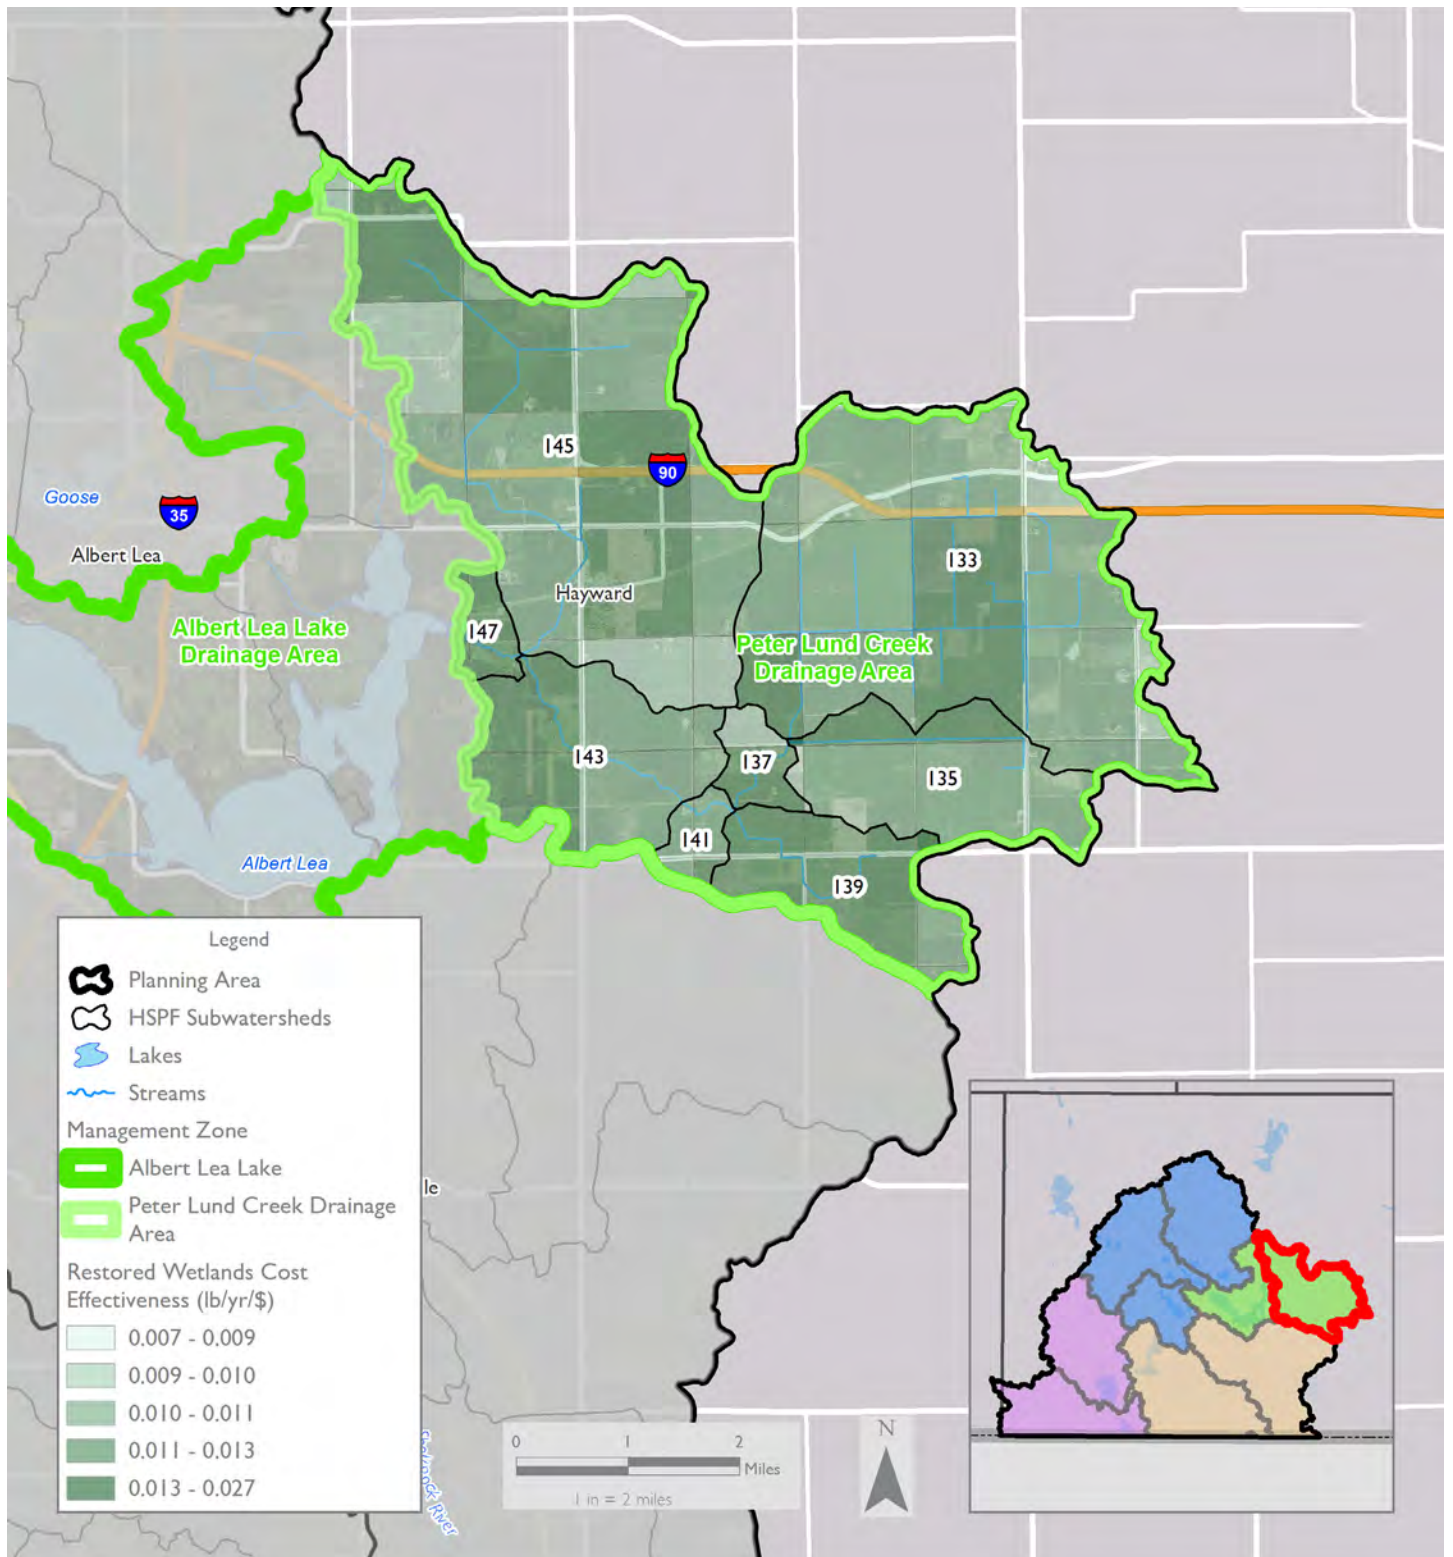 145
90
Goose
35
Albert Lea
133
Hayward
147
Albert Lea Lake
Drainage Area
Peter Lund Creek
Drainage Area
143
137
135
141
Albert Lea
139
Legend
Planning Area
HSPF Subwatersheds
Lakes
Streams
Management Zone
Albert Lea Lake
le
Peter Lund Creek Drainage
Area
Restored Wetlands Cost
Effectiveness (lb/yr/$)
0.007 - 0.009
0.009 - 0.010
0.010 - 0.011
0.011 - 0.013
0.013 - 0.027
River
0 1 2
Miles
1 in = 2 miles
N